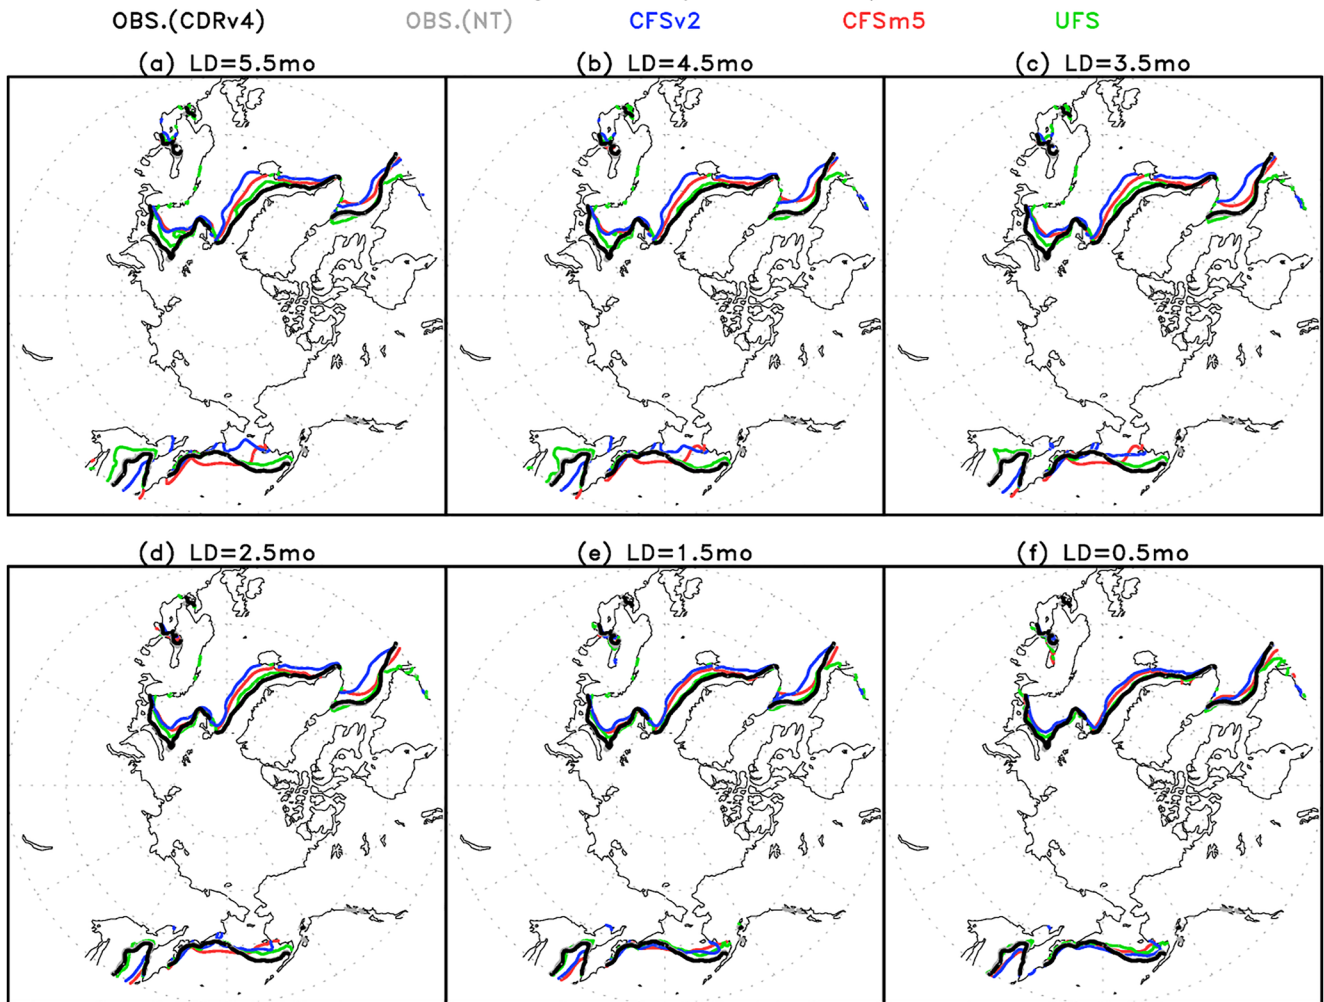 OBS.(CDRv4) OBS.(NT) CFSv2 CFSm5 UFS
(a) LD=5.5mo (b) LD=4.5mo (c) LD=3.5mo
(d) LD=2.5mo (e) LD=1.5mo (f) LD=0.5mo